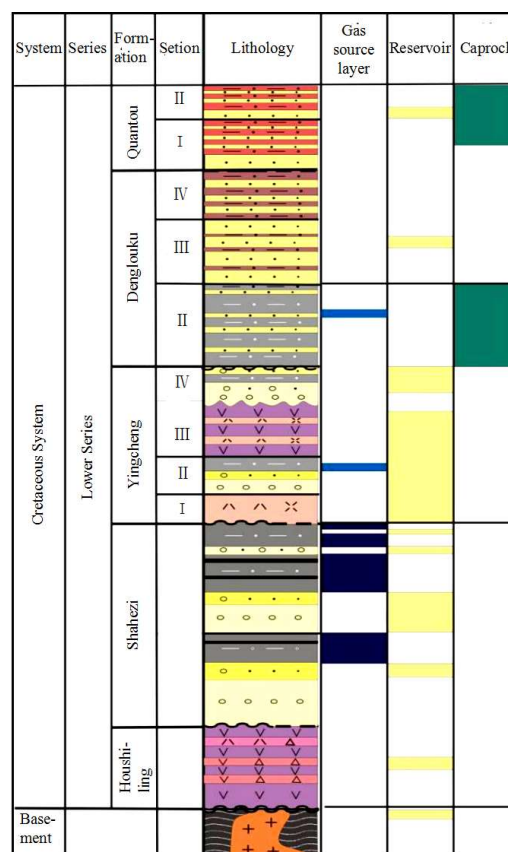 System
Series
Form-
ation
Setion
Lithology
Gas
source
layer
Reservoir
Caprock
Cretaceous System
Lower Series
Quantou
II
I
Denglouku
IV
III
II
Yingcheng
IV
III
II
I
Shahezi
Houshi-
ling
Base-
ment